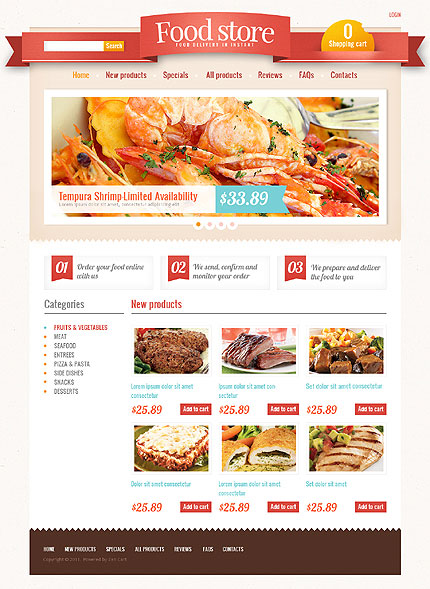 LOGIN
Food store
FOOD DELIVERY IN INSTANT
Search
0
Shopping cart
Home New products Specials All products Reviews FAQs Contacts
Tempura Shrimp-Limited Availability
Lorem ipsum dolor sit amet, consectetur adipisicing elit
$33.89
01 Order your food online
with us
02 We send, confirm and
monitor your order
03 We prepare and deliver
the food to you
Categories
FRUITS & VEGETABLES
MEAT
SEAFOOD
ENTREES
PIZZA & PASTA
SIDE DISHES
SNACKS
DESSERTS
New products
Lorem ipsum dolor sit amet
consectetur
$25.89 Add to cart
Ipsum dolor sit amet con
sectetur
$25.89 Add to cart
Set dolor sit amet consectetur
$25.89 Add to cart
Dolor sit amet consectetur
$25.89 Add to cart
Lorem ipsum dolor sit amet
consectetur
$25.89 Add to cart
Set dolor sit amet
$25.89 Add to cart
HOME NEW PRODUCTS SPECIALS ALL PRODUCTS REVIEWS FAQS CONTACTS
Copyright © 2011. Powered by Zen Cart